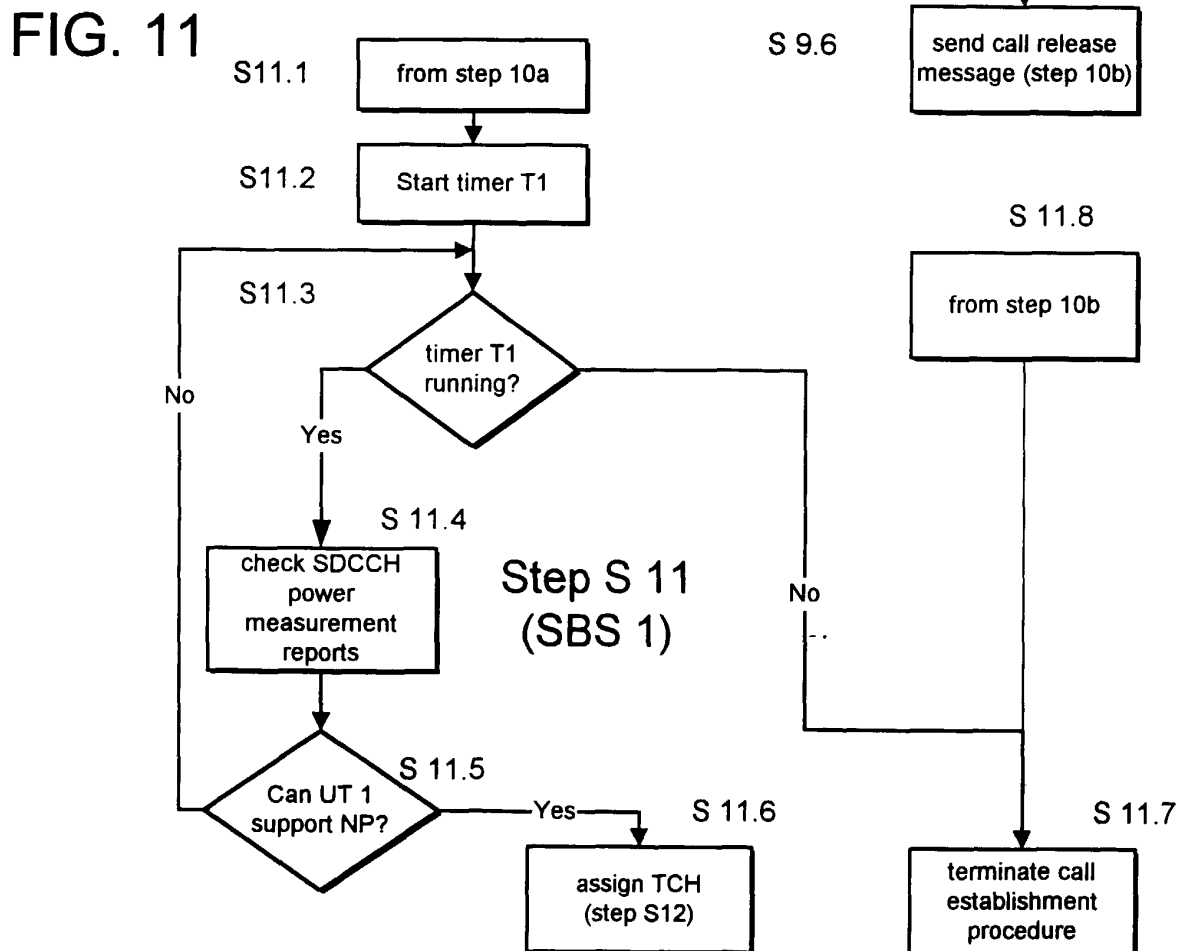 FIG. 11
S11.1
from step 10a
S 9.6
send call release
message (step 10b)
S11.2
Start timer T1
S 11.8
from step 10b
S11.3
timer T1
running?
No
Yes
No
S 11.4
check SDCCH
power
measurement
reports
Step S 11
(SBS 1)
S 11.5
Can UT 1
support NP?
Yes
S 11.6
assign TCH
(step S12)
S 11.7
terminate call
establishment
procedure